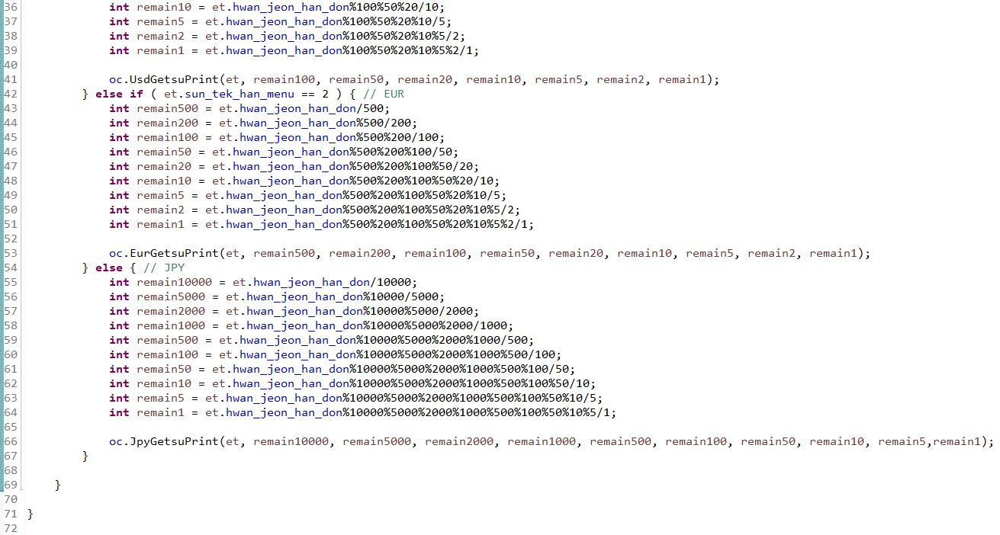 36 int remain10 = et.hwan_jeon_han_don%100%50%20/10;
37 int remain5 = et.hwan_jeon_han_don%100%50%20%10/5;
38 int remain2 = et.hwan_jeon_han_don%100%50%20%10%5/2;
39 int remain1 = et.hwan_jeon_han_don%100%50%20%10%5%2/1;
40
41 oc.UsdGetsuPrint(et, remain100, remain50, remain20, remain10, remain5, remain2, remain1);
42 } else if ( et.sun_tek_han_menu == 2 ) { // EUR
43 int remain500 = et.hwan_jeon_han_don/500;
44 int remain200 = et.hwan_jeon_han_don%500/200;
45 int remain100 = et.hwan_jeon_han_don%500%200/100;
46 int remain50 = et.hwan_jeon_han_don%500%200%100/50;
47 int remain20 = et.hwan_jeon_han_don%500%200%100%50/20;
48 int remain10 = et.hwan_jeon_han_don%500%200%100%50%20/10;
49 int remain5 = et.hwan_jeon_han_don%500%200%100%50%20%10/5;
50 int remain2 = et.hwan_jeon_han_don%500%200%100%50%20%10%5/2;
51 int remain1 = et.hwan_jeon_han_don%500%200%100%50%20%10%5%2/1;
52
53 oc.EurGetsuPrint(et, remain500, remain200, remain100, remain50, remain20, remain10, remain5, remain2, remain1);
54 } else { // JPY
55 int remain10000 = et.hwan_jeon_han_don/10000;
56 int remain5000 = et.hwan_jeon_han_don%10000/5000;
57 int remain2000 = et.hwan_jeon_han_don%10000%5000/2000;
58 int remain1000 = et.hwan_jeon_han_don%10000%5000%2000/1000;
59 int remain500 = et.hwan_jeon_han_don%10000%5000%2000%1000/500;
60 int remain100 = et.hwan_jeon_han_don%10000%5000%2000%1000%500/100;
61 int remain50 = et.hwan_jeon_han_don%10000%5000%2000%1000%500%100/50;
62 int remain10 = et.hwan_jeon_han_don%10000%5000%2000%1000%500%100%50/10;
63 int remain5 = et.hwan_jeon_han_don%10000%5000%2000%1000%500%100%50%10/5;
64 int remain1 = et.hwan_jeon_han_don%10000%5000%2000%1000%500%100%50%10%5/1;
65
66 oc.JpyGetsuPrint(et, remain10000, remain5000, remain2000, remain1000, remain500, remain100, remain50, remain10, remain5,remain1);
67 }
68
69 }
70
71 }
72